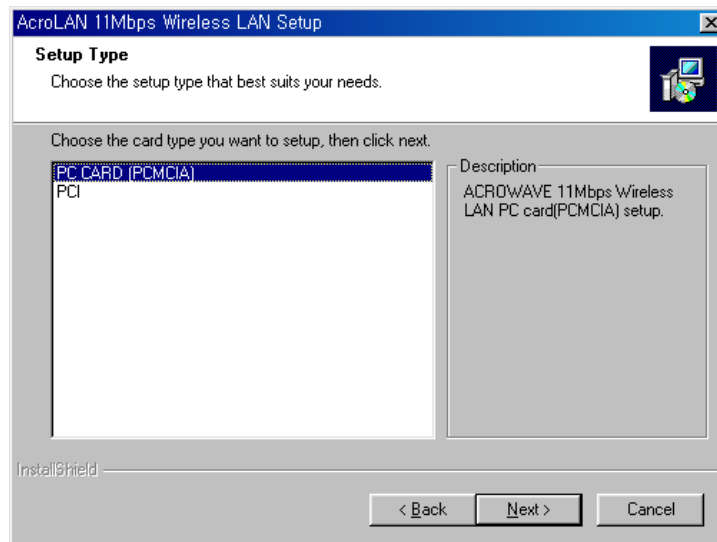 AcroLAN 11Mbps Wireless LAN Setup
Setup Type
Choose the setup type that best suits your needs.
Choose the card type you want to setup, then click next.
PC CARD (PCMCIA)
PCI
Description
ACROWAVE 11Mbps Wireless
LAN PC card(PCMCIA) setup.
InstallShield
< Back
Next >
Cancel